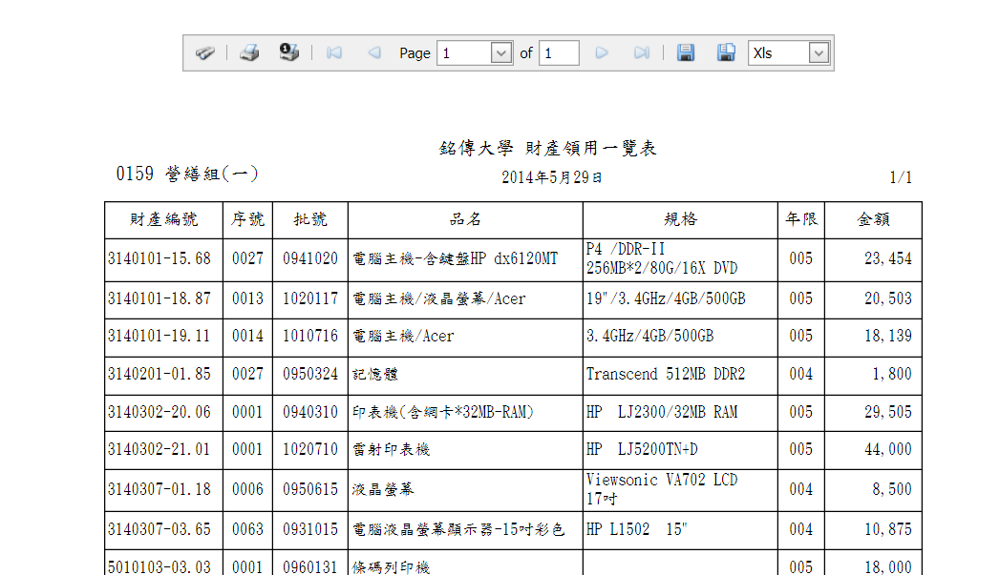 Page 1 of 1 Xls
銘傳大學 財產領用一覽表
0159 營繕組(一)
2014年5月29日 1/1
財產編號 序號 批號 品名 規格 年限 金額
3140101-15.68 0027 0941020 電腦主機-含鍵盤HP dx6120MT P4 /DDR-II
256MB*2/80G/16X DVD 005 23,454
3140101-18.87 0013 1020117 電腦主機/液晶螢幕/Acer 19"/3.4GHz/4GB/500GB 005 20,503
3140101-19.11 0014 1010716 電腦主機/Acer 3.4GHz/4GB/500GB 005 18,139
3140201-01.85 0027 0950324 記憶體 Transcend 512MB DDR2 004 1,800
3140302-20.06 0001 0940310 印表機(含網卡*32MB-RAM) HP  LJ2300/32MB RAM 005 29,505
3140302-21.01 0001 1020710 雷射印表機 HP  LJ5200TN+D 005 44,000
3140307-01.18 0006 0950615 液晶螢幕 Viewsonic VA702 LCD
17吋 004 8,500
3140307-03.65 0063 0931015 電腦液晶螢幕顯示器-15吋彩色 HP L1502  15" 004 10,875
5010103-03.03 0001 0960131 條碼列印機 005 18,000